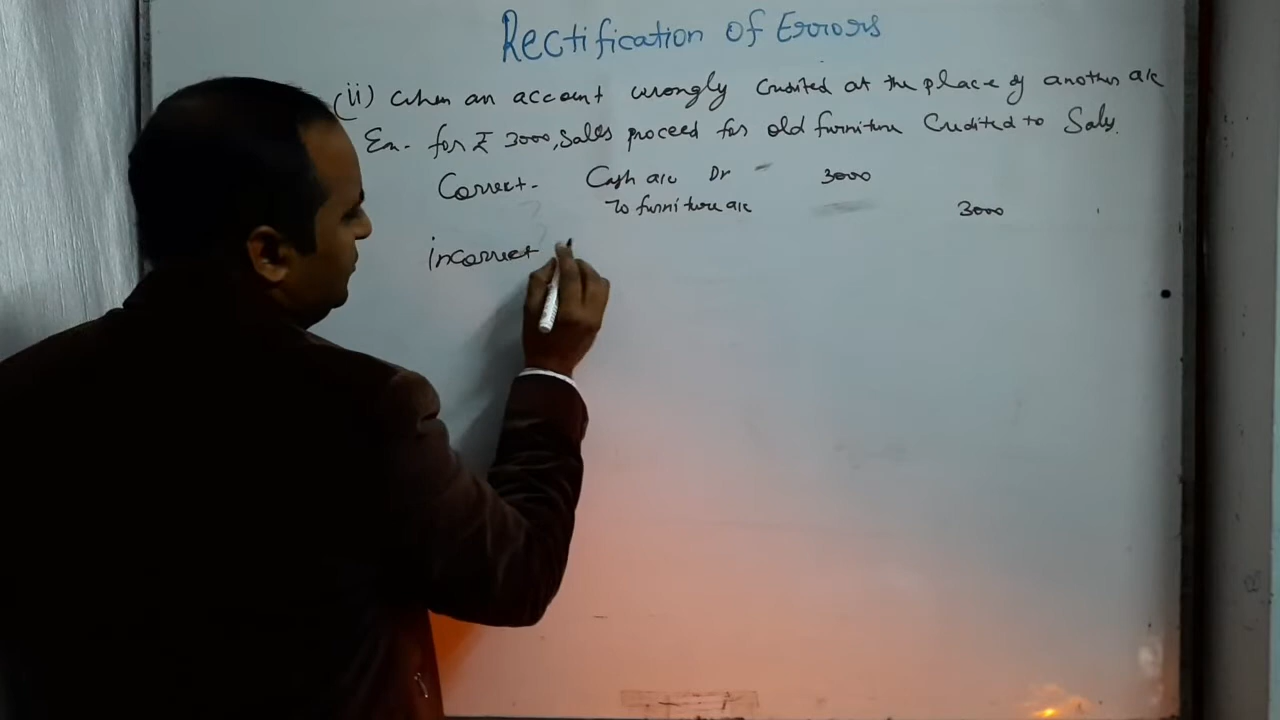 Rectification of Errors
(ii) When an account wrongly credited at the place of another a/c
Ex. for ₹ 3000, Sales proceed for old furniture Credited to Sales.
Correct - Cash a/c Dr - 3000
To furniture a/c 3000
incorrect